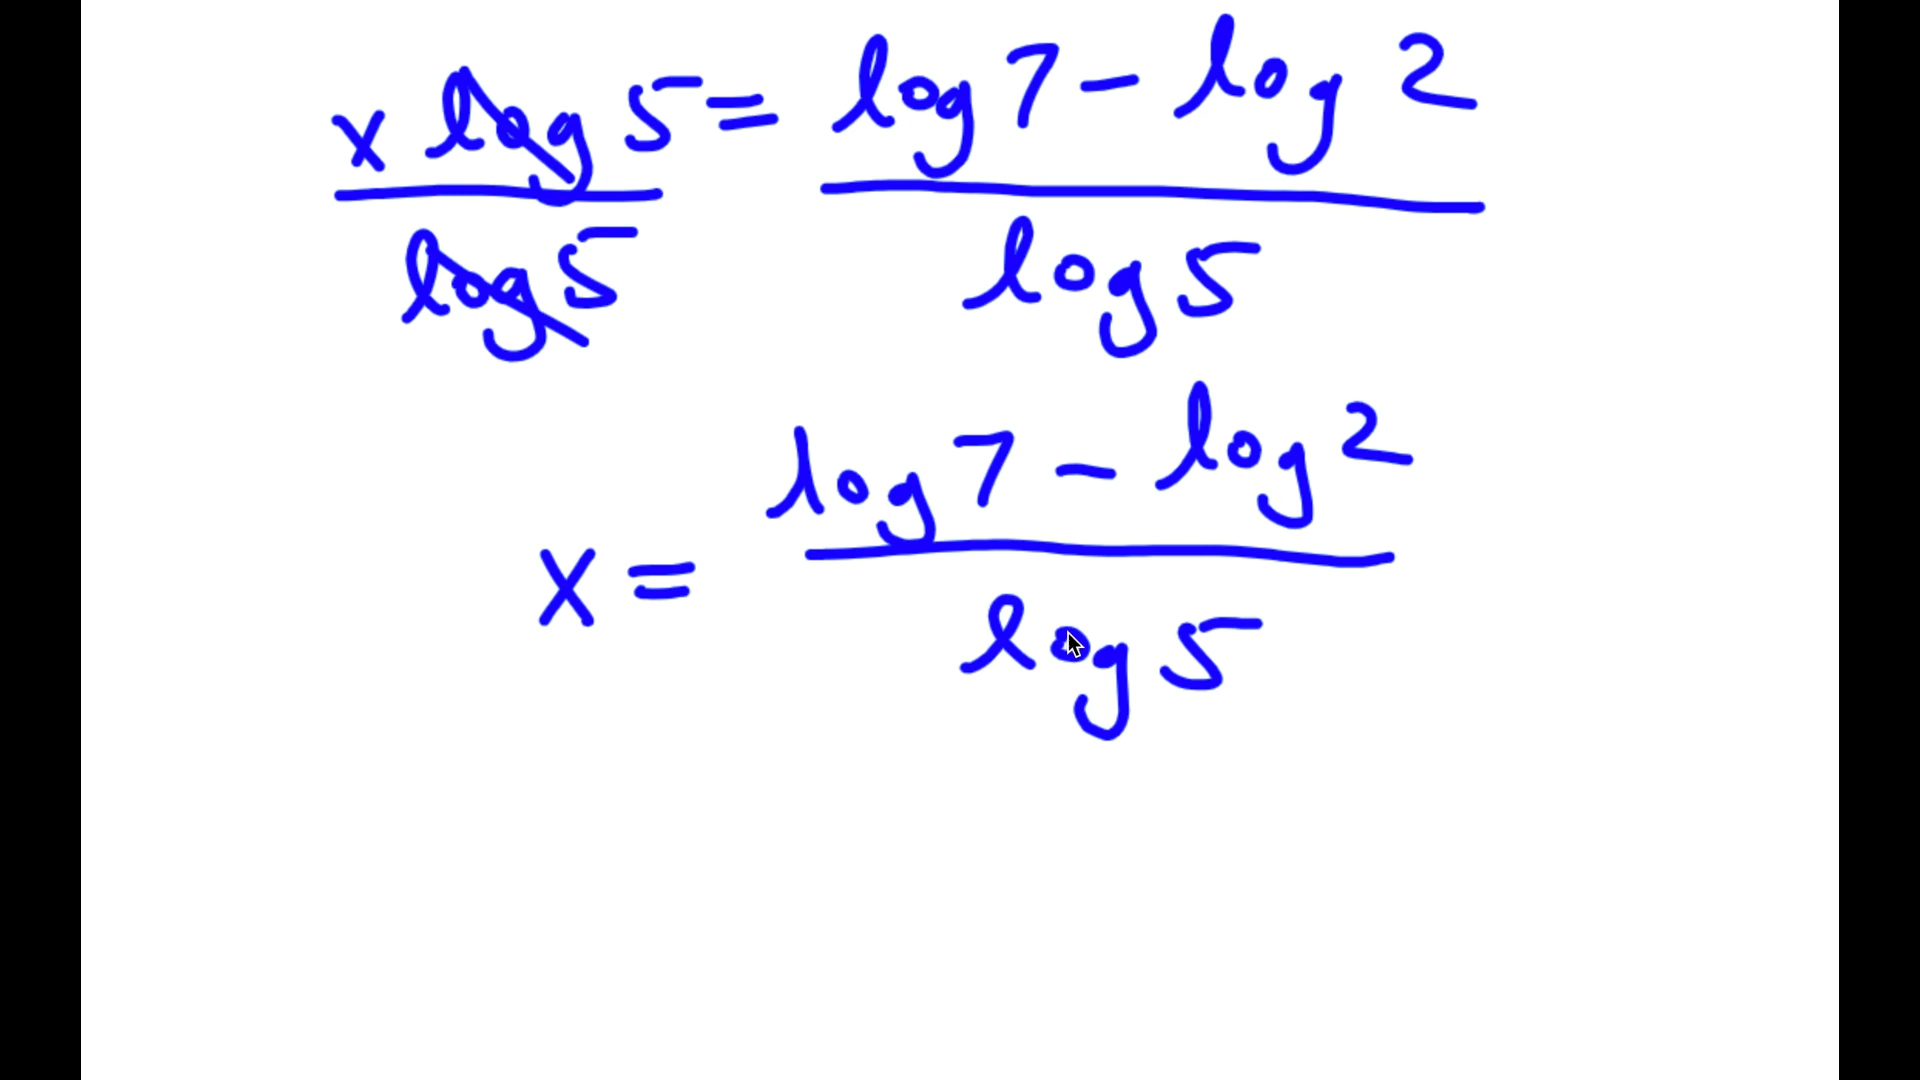 x log 5 = log 7 - log 2
log 5 log 5
log 7 - log 2
x =
log 5